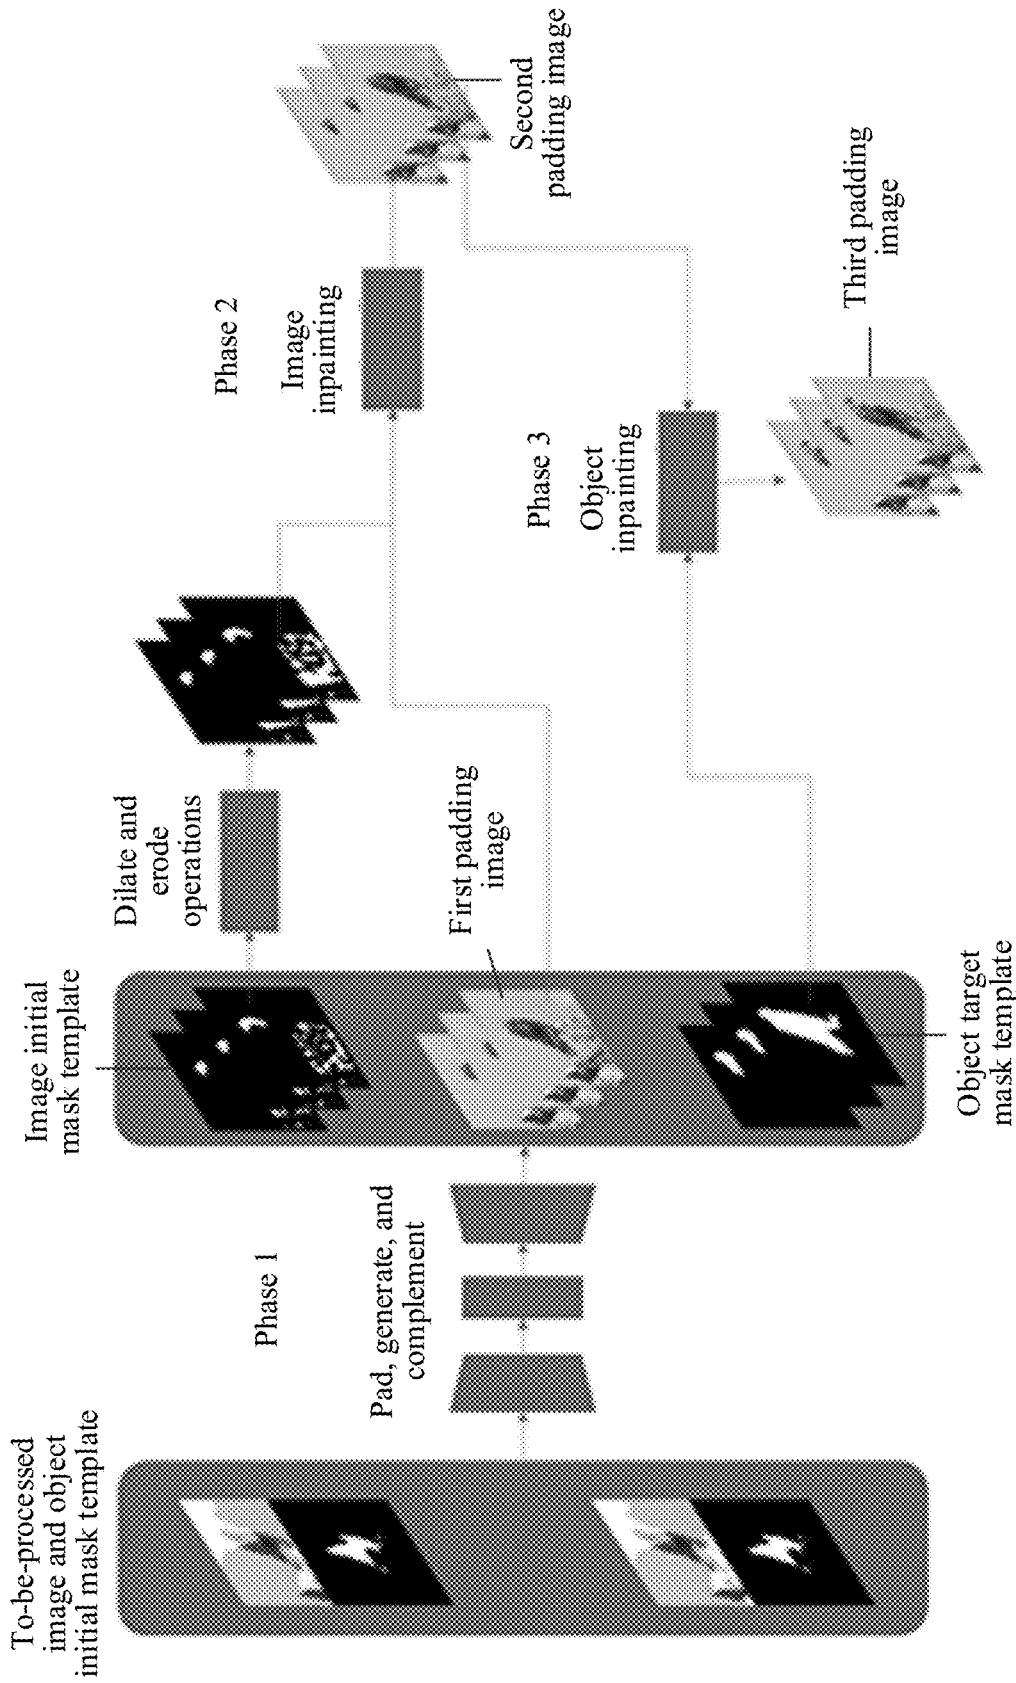 To-be-processed
image and object
initial mask template
Phase 1
Pad, generate, and
complement
Image initial
mask template
First padding
image
Object target
mask template
Dilate and
erode
operations
Phase 2
Image
inpainting
Second
padding image
Phase 3
Object
inpainting
Third padding
image